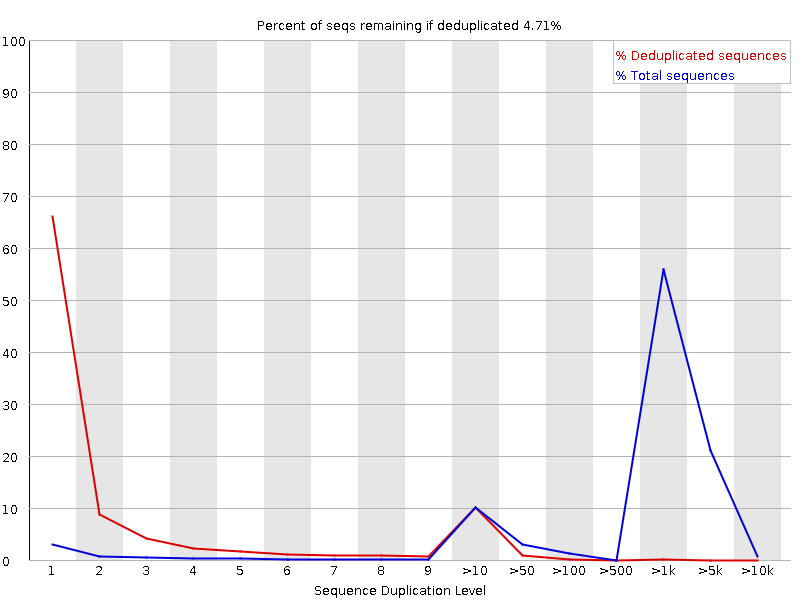 Percent of seqs remaining if deduplicated 4.71%
% Deduplicated sequences
% Total sequences
100
90
80
70
60
50
40
30
20
10
0
1 2 3 4 5 6 7 8 9 >10 >50 >100 >500 >1k >5k >10k
Sequence Duplication Level